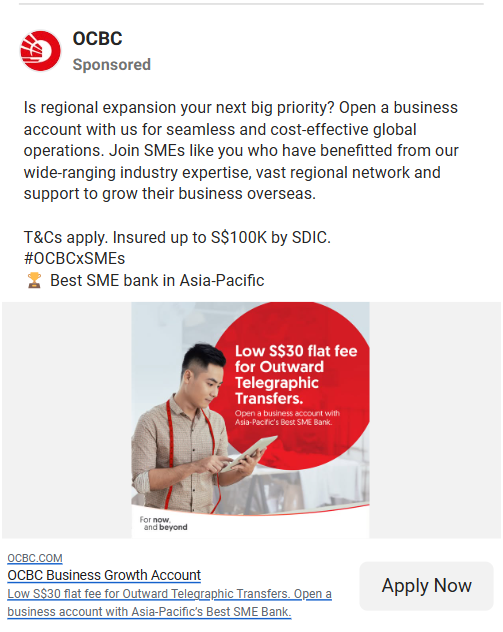 OCBC
Sponsored
Is regional expansion your next big priority? Open a business
account with us for seamless and cost-effective global
operations. Join SMEs like you who have benefitted from our
wide-ranging industry expertise, vast regional network and
support to grow their business overseas.
T&Cs apply. Insured up to S$100K by SDIC.
#OCBCxSMEs
🏆 Best SME bank in Asia-Pacific
Low S$30 flat fee
for Outward
Telegraphic
Transfers.
Open a business account with
Asia-Pacific's Best SME Bank.
For now,
and beyond
OCBC.COM
OCBC Business Growth Account
Low S$30 flat fee for Outward Telegraphic Transfers. Open a
business account with Asia-Pacific's Best SME Bank.
Apply Now